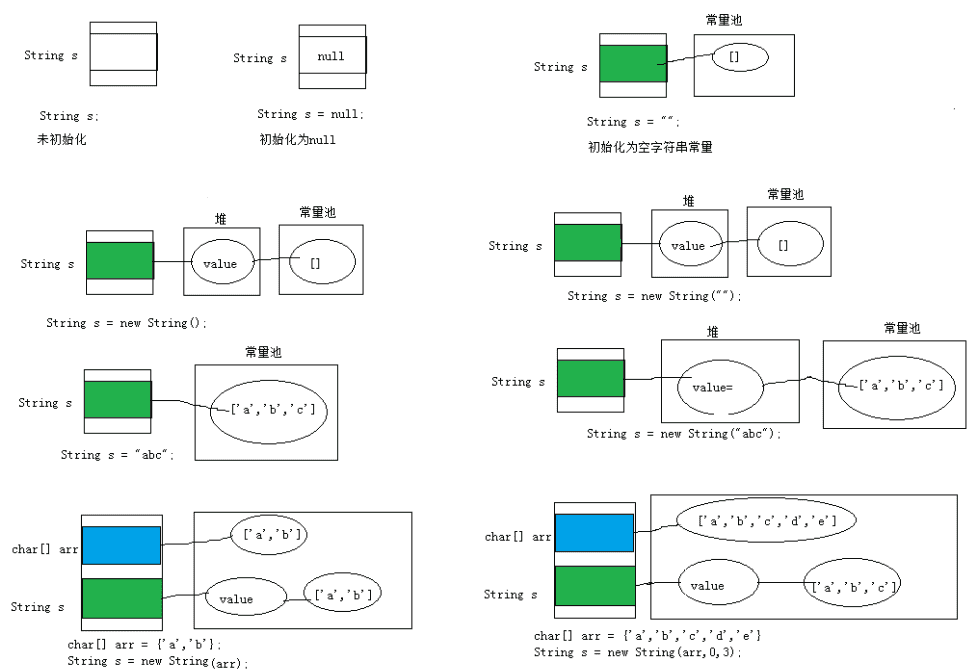 String s
String s;
未初始化
String s
null
String s = null;
初始化为null
常量池
String s
[]
String s = "";
初始化为空字符串常量
堆
常量池
String s
value
[]
String s = new String();
堆
常量池
String s
value
[]
String s = new String("");
常量池
String s
['a','b','c']
String s = "abc";
堆
常量池
String s
value=
['a','b','c']
String s = new String("abc");
['a','b']
char[] arr
String s
value
['a','b']
char[] arr = {'a','b'};
String s = new String(arr);
['a','b','c','d','e']
char[] arr
String s
value
['a','b','c']
char[] arr = {'a','b','c','d','e'}
String s = new String(arr,0,3);